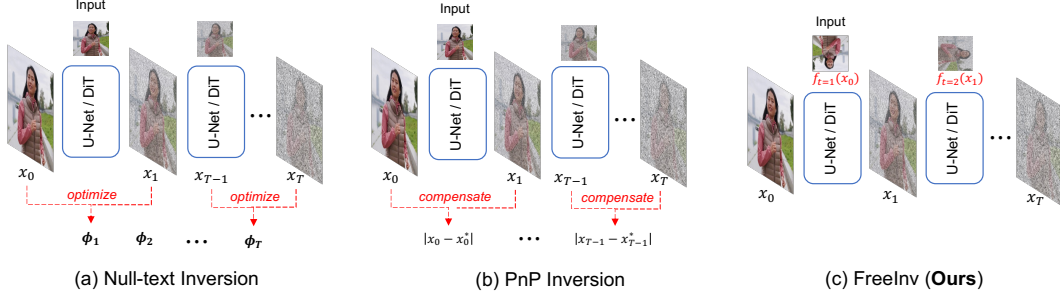 Input
U-Net / DiT
U-Net / DiT
...
x_0
x_1
x_{T-1}
x_T
optimize
optimize
ϕ_1 ϕ_2 ... ϕ_T
(a) Null-text Inversion
Input
U-Net / DiT
U-Net / DiT
...
x_0
x_1
x_{T-1}
x_T
compensate
compensate
|x_0 − x_0^*| ... |x_{T-1} − x_{T-1}^*|
(b) PnP Inversion
Input
f_{t=1}(x_0)
f_{t=2}(x_1)
U-Net / DiT
U-Net / DiT
...
x_0
x_1
x_T
(c) FreeInv (Ours)